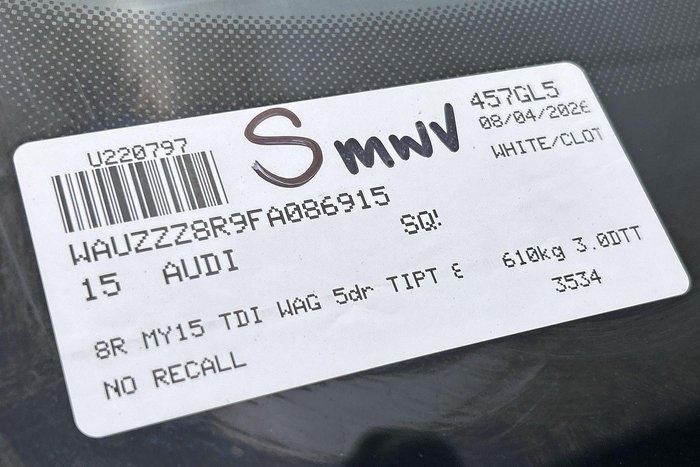 U220797
S mwv
457GL5
08/04/2026
WHITE/CLOT
WAUZZZ8R9FA086915
15 AUDI
SQ!
8R MY15 TDI WAG 5dr TIPT 8
610kg 3.0DTT
3534
NO RECALL